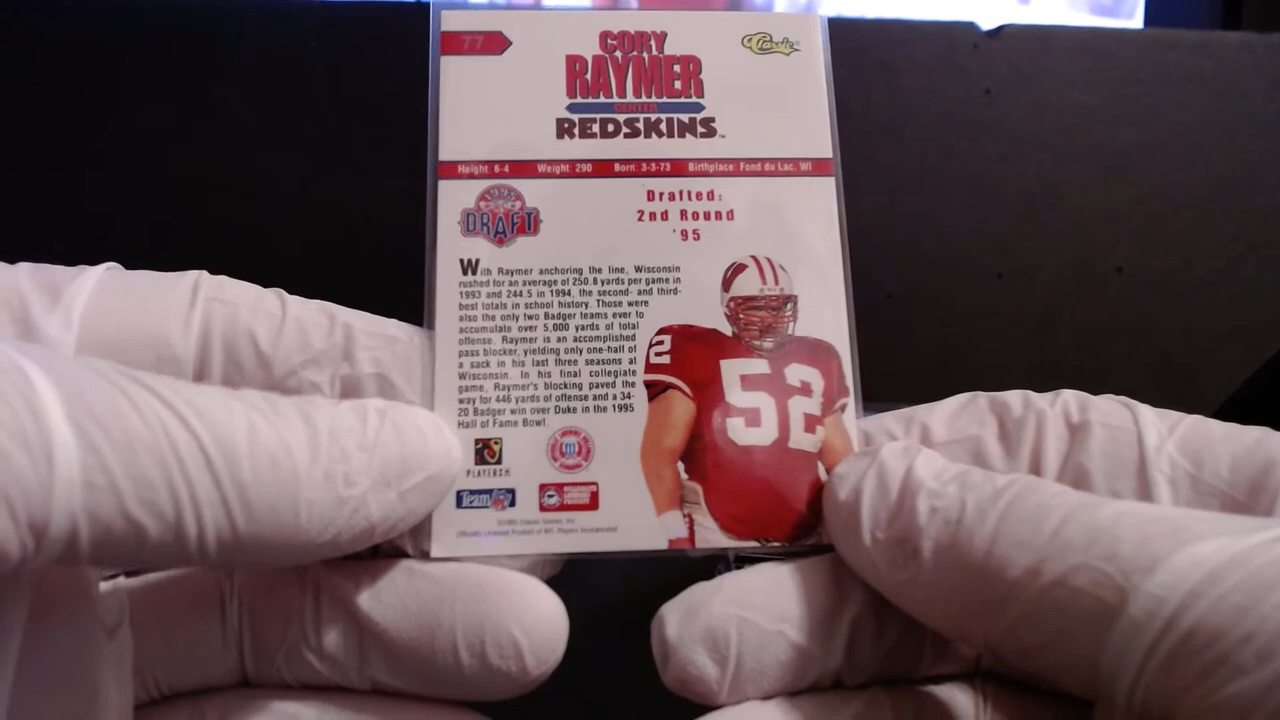 77
CORY
RAYMER
CENTER
REDSKINS
Classic
Height: 6-4 Weight: 290 Born: 3-3-73 Birthplace: Fond du Lac, WI
1995
DRAFT
Drafted:
2nd Round
'95
With Raymer anchoring the line, Wisconsin
rushed for an average of 250.8 yards per game in
1993 and 244.5 in 1994, the second- and third-
best totals in school history. Those were
also the only two Badger teams ever to
accumulate over 5,000 yards of total
offense. Raymer is an accomplished
pass blocker, yielding only one-half of
a sack in his last three seasons at
Wisconsin. In his final collegiate
game, Raymer's blocking paved the
way for 446 yards of offense and a 34-
20 Badger win over Duke in the 1995
Hall of Fame Bowl.
2
52
PLAYERS
Team NFL
©1995 Classic Games, Inc.
Officially Licensed Product of NFL Players Incorporated